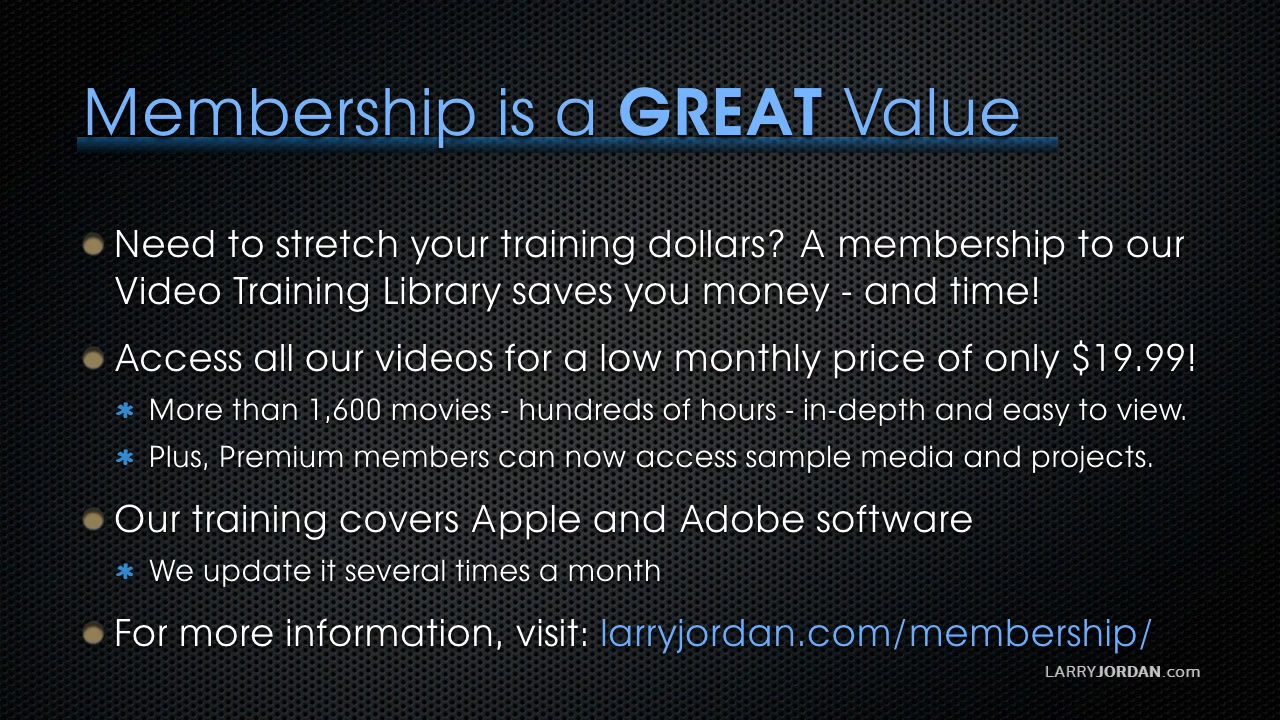 Membership is a GREAT Value
Need to stretch your training dollars? A membership to our
Video Training Library saves you money - and time!
Access all our videos for a low monthly price of only $19.99!
More than 1,600 movies - hundreds of hours - in-depth and easy to view.
Plus, Premium members can now access sample media and projects.
Our training covers Apple and Adobe software
We update it several times a month
For more information, visit: larryjordan.com/membership/
LARRYJORDAN.com